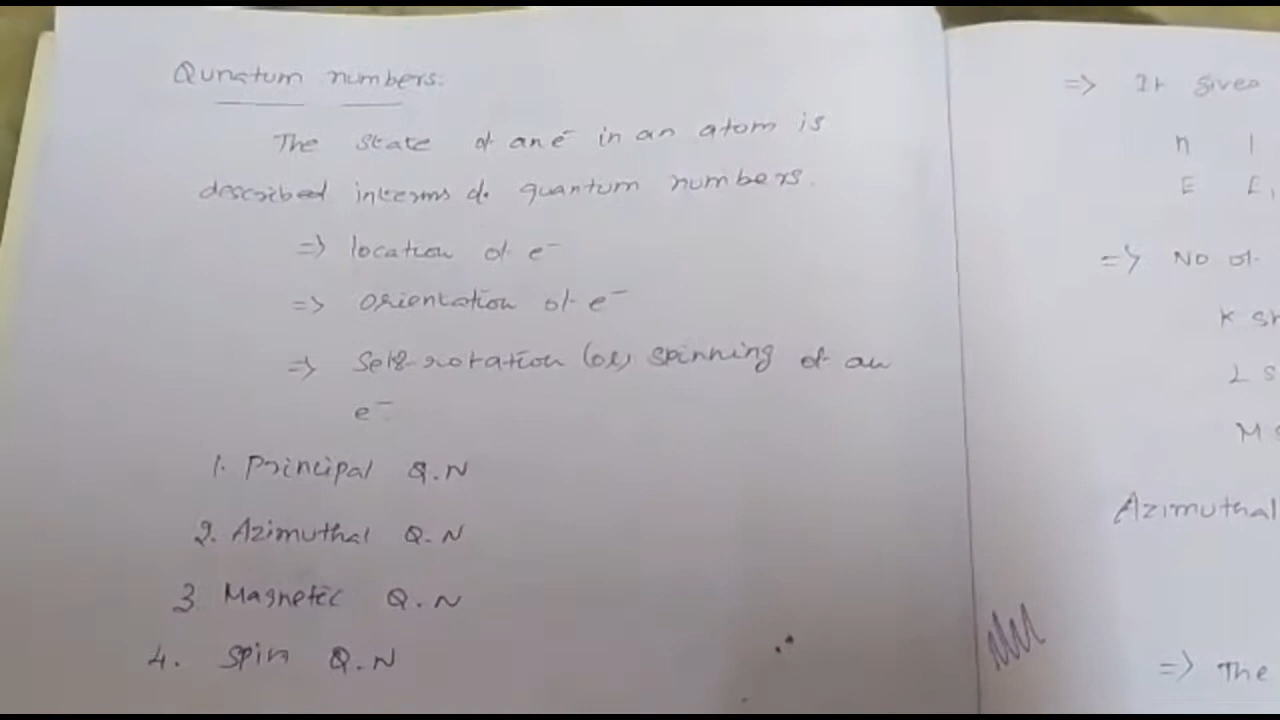 Qunatum numbers.
The state of an e⁻ in an atom is
described interms of quantum numbers.
=> location of e⁻
=> Orientation of e⁻
=> Self-rotation (or) spinning of an
e⁻
1. Principal Q.N
2. Azimuthal Q.N
3 Magnetic Q.N
4. Spin Q.N
=> It gives
n l
E E,
=> No of
K Sh
L S
M S
Azimuthal
=> The